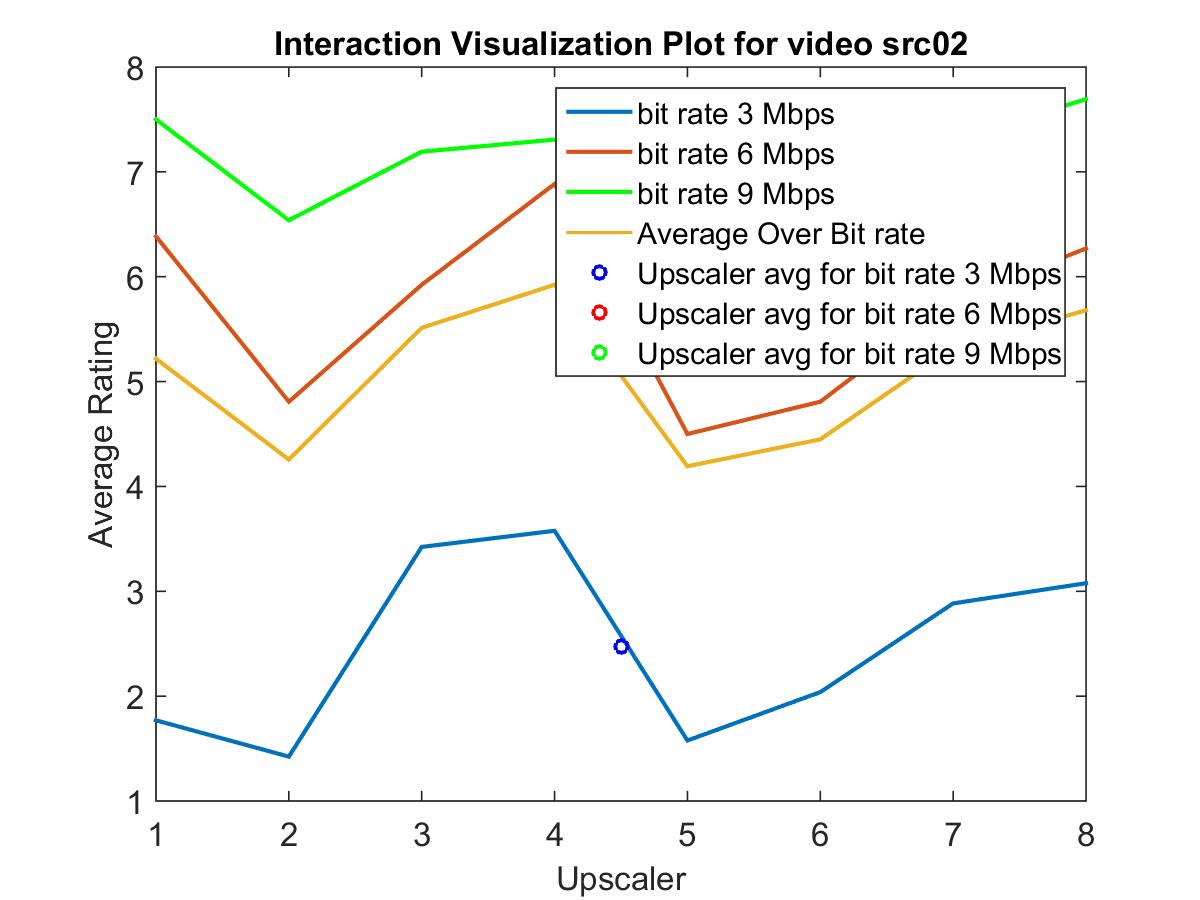 Interaction Visualization Plot for video src02
8
7
6
5
4
3
2
1
Average Rating
bit rate 3 Mbps
bit rate 6 Mbps
bit rate 9 Mbps
Average Over Bit rate
Upscaler avg for bit rate 3 Mbps
Upscaler avg for bit rate 6 Mbps
Upscaler avg for bit rate 9 Mbps
1 2 3 4 5 6 7 8
Upscaler